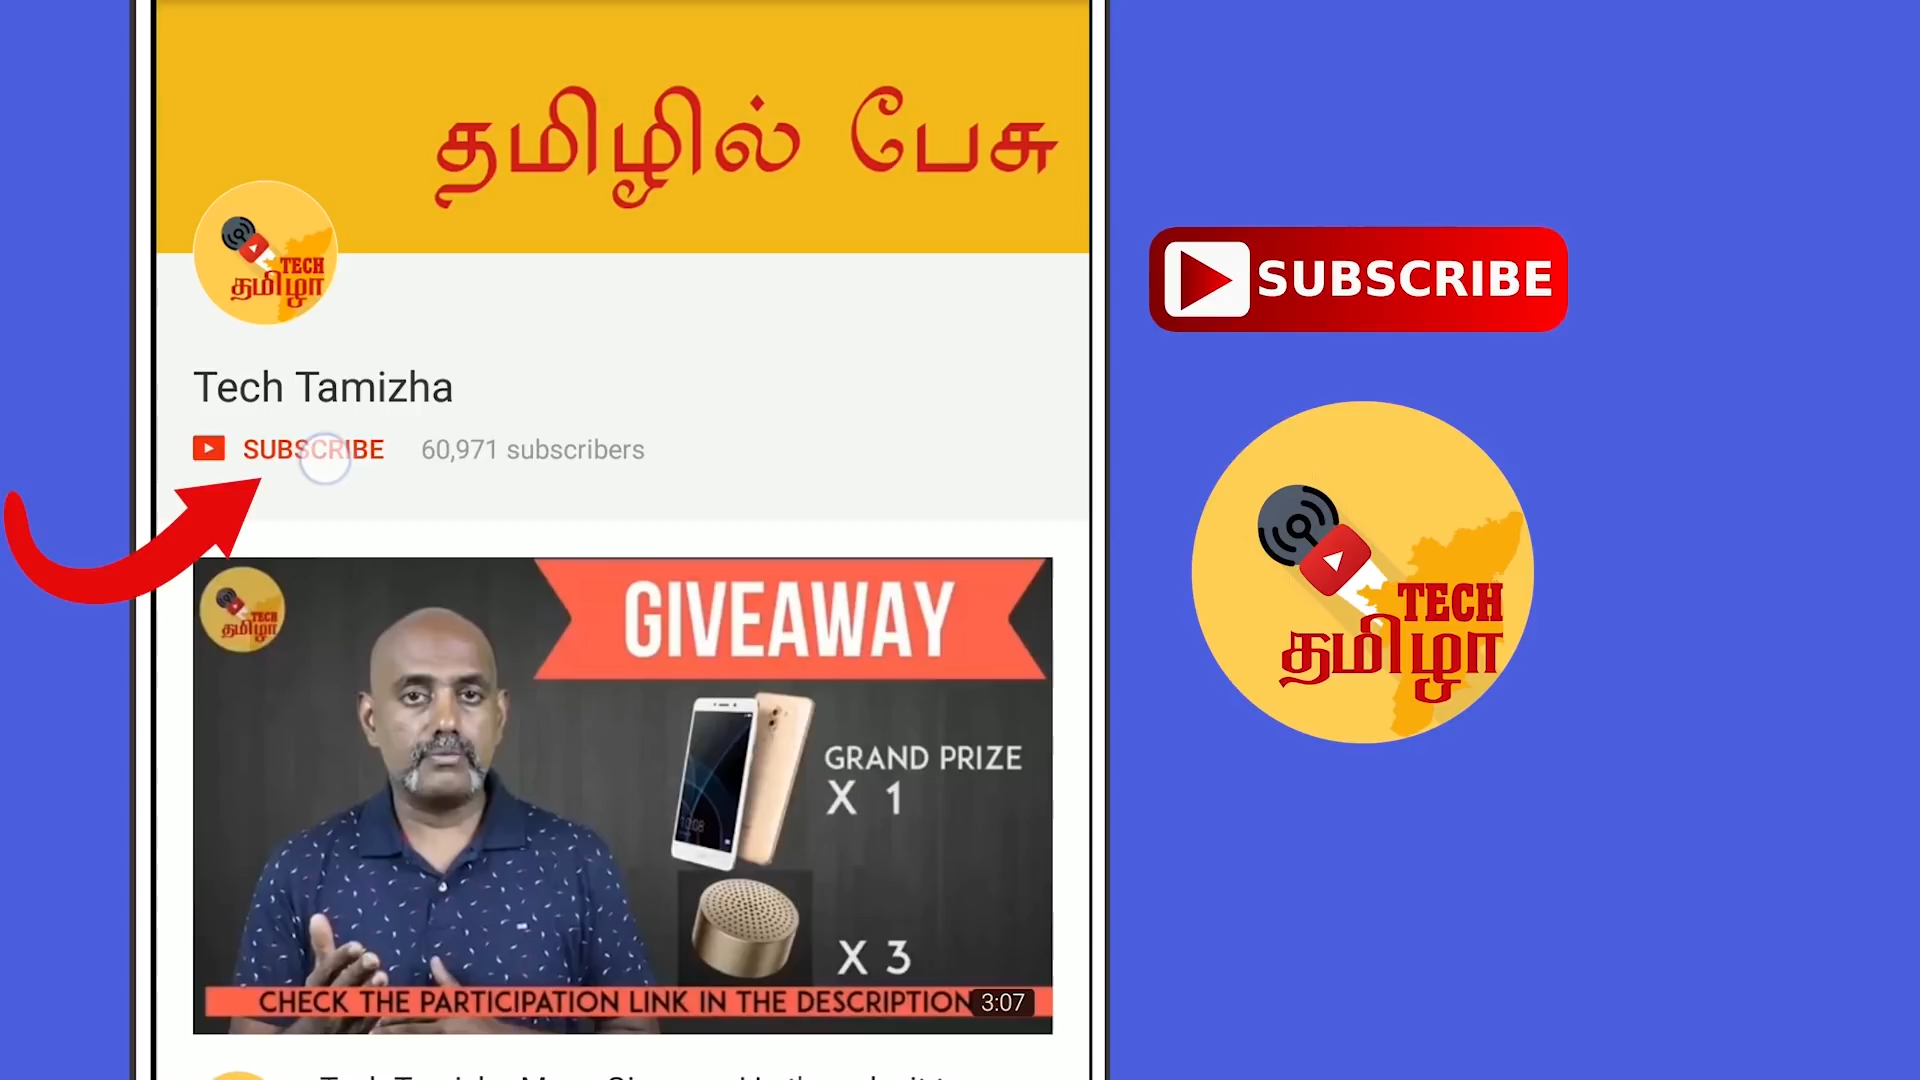 தமிழில் பேசு
TECH
தமிழா
Tech Tamizha
SUBSCRIBE 60,971 subscribers
TECH
தமிழா
GIVEAWAY
GRAND PRIZE
X 1
X 3
CHECK THE PARTICIPATION LINK IN THE DESCRIPTION
3:07
SUBSCRIBE
TECH
தமிழா